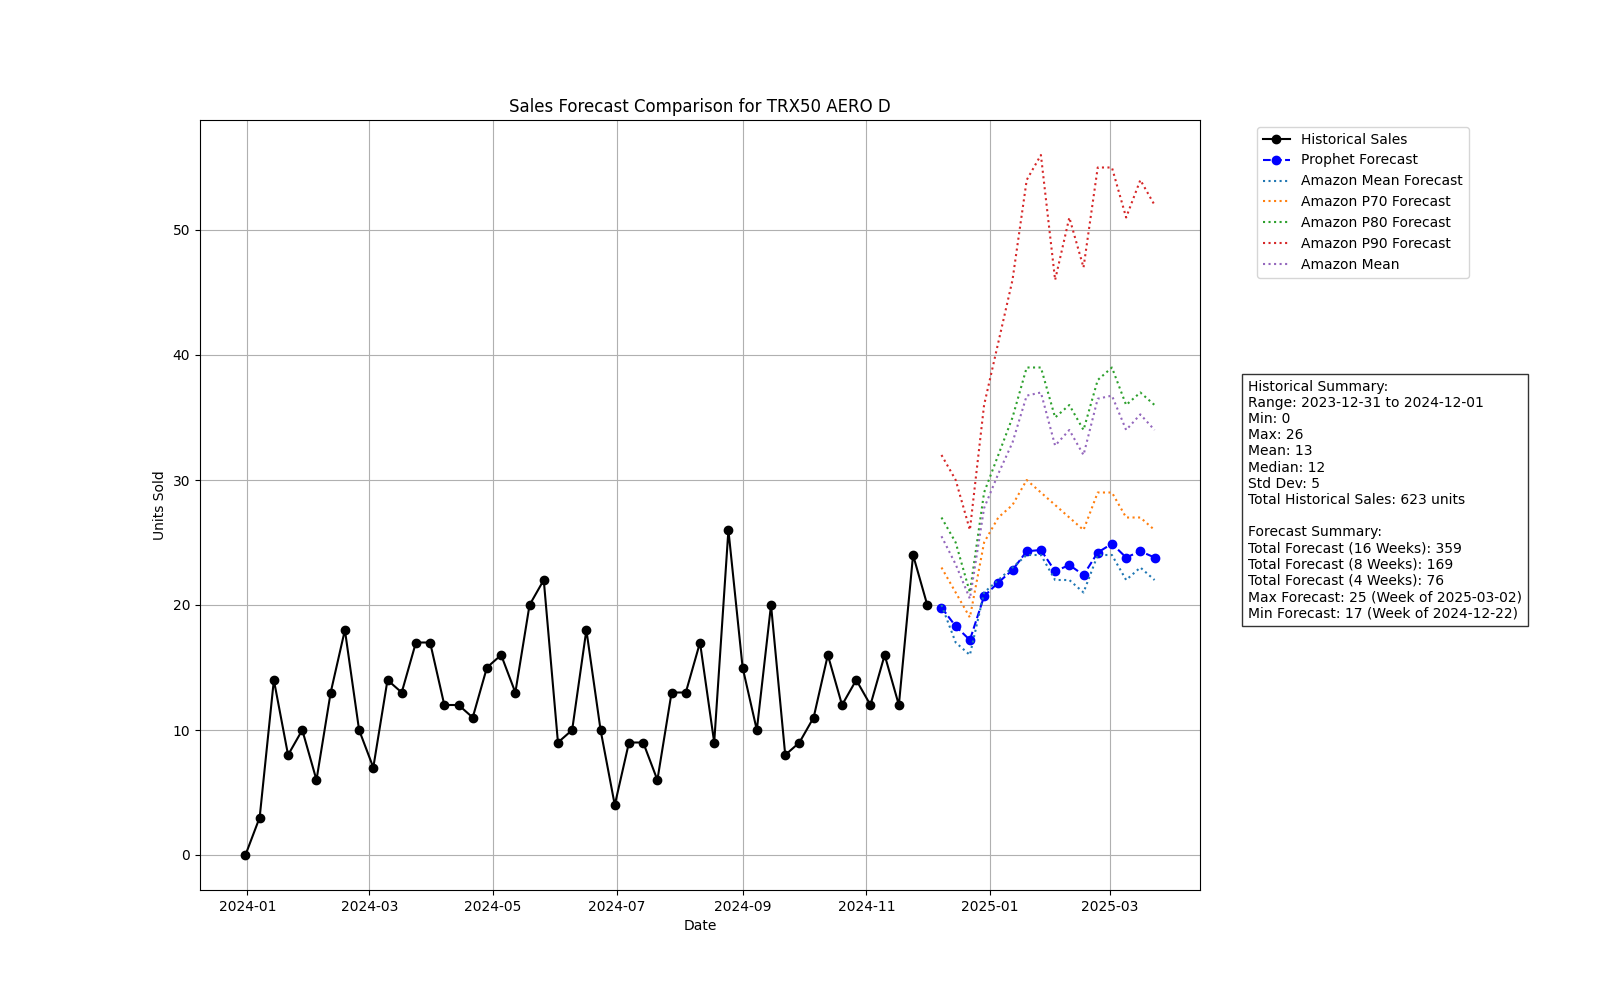 Sales Forecast Comparison for TRX50 AERO D
Units Sold
50
40
30
20
10
0
2024-01
2024-03
2024-05
2024-07
2024-09
2024-11
2025-01
2025-03
Date
Historical Sales
Prophet Forecast
Amazon Mean Forecast
Amazon P70 Forecast
Amazon P80 Forecast
Amazon P90 Forecast
Amazon Mean
Historical Summary:
Range: 2023-12-31 to 2024-12-01
Min: 0
Max: 26
Mean: 13
Median: 12
Std Dev: 5
Total Historical Sales: 623 units
Forecast Summary:
Total Forecast (16 Weeks): 359
Total Forecast (8 Weeks): 169
Total Forecast (4 Weeks): 76
Max Forecast: 25 (Week of 2025-03-02)
Min Forecast: 17 (Week of 2024-12-22)